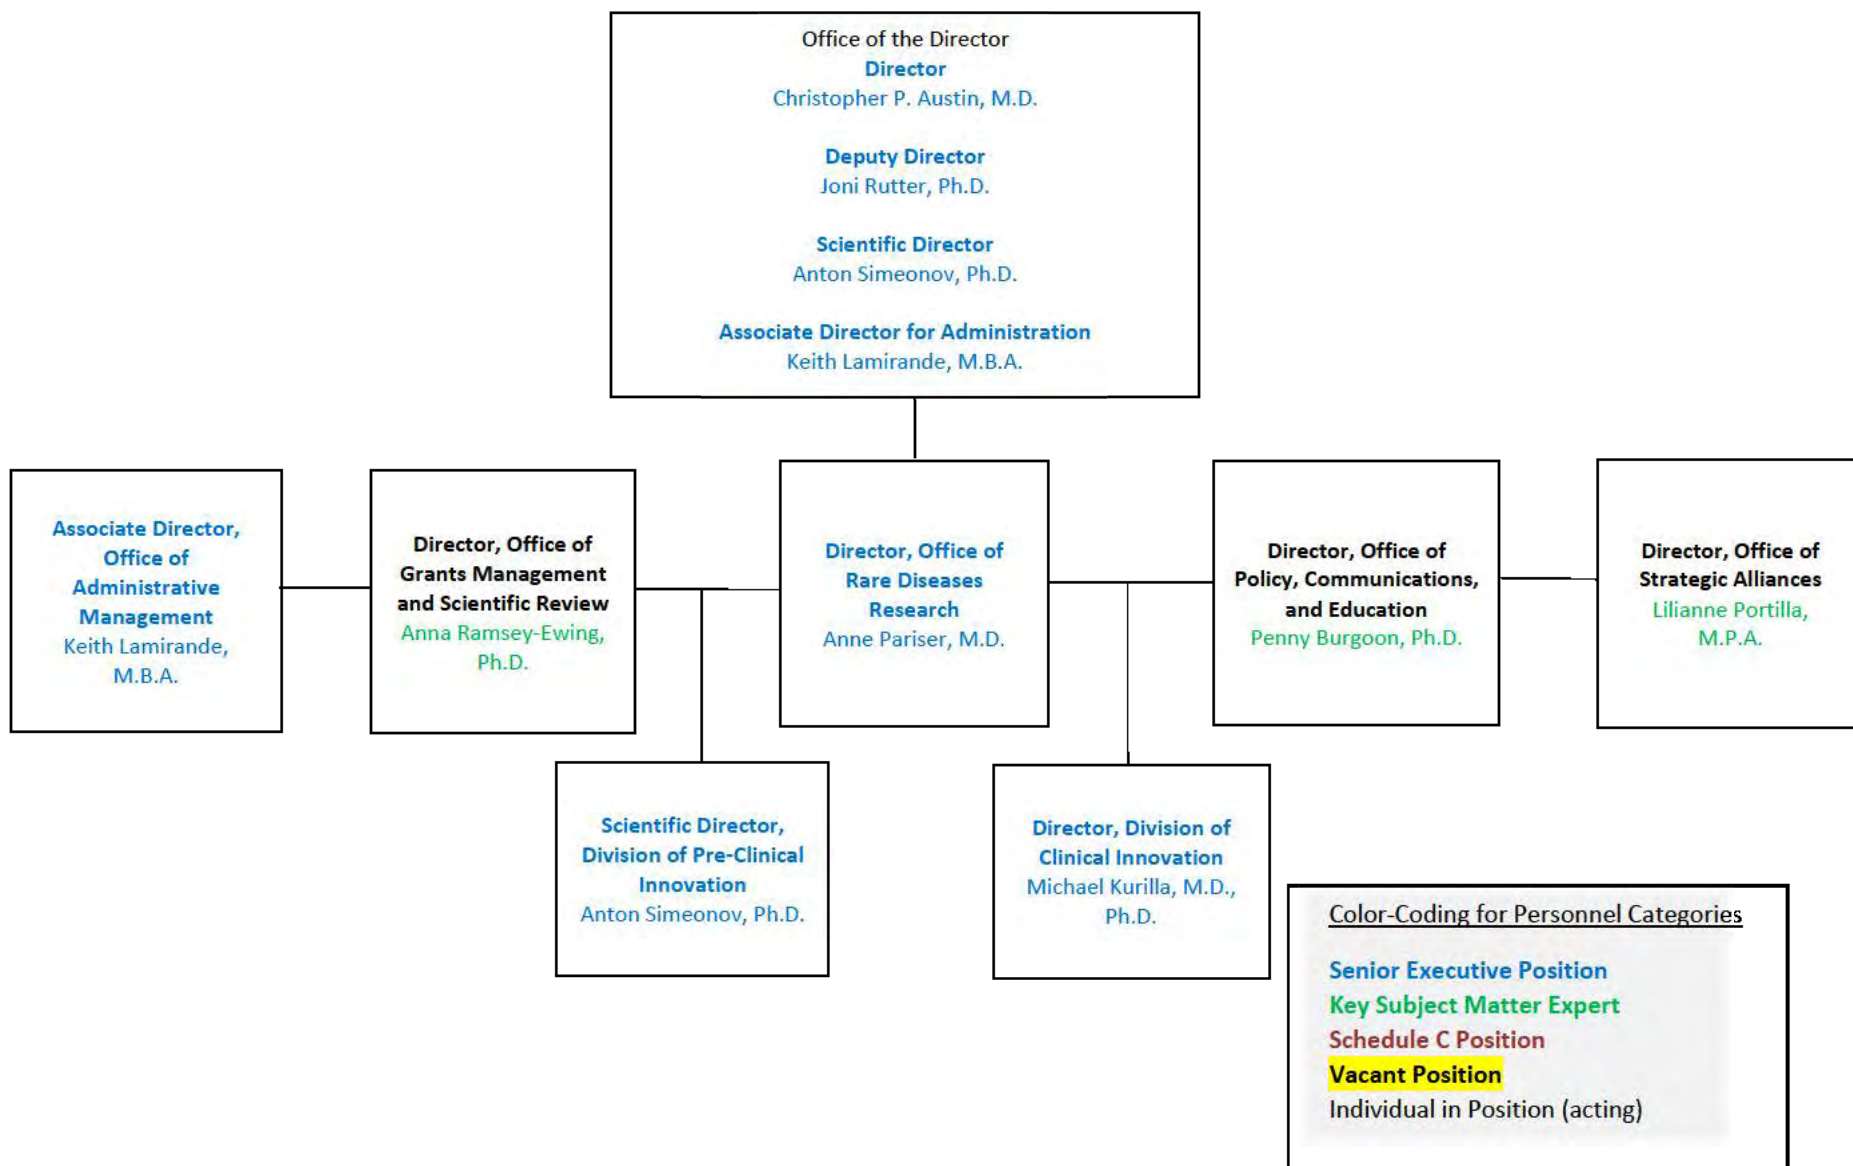 Office of the Director
Director
Christopher P. Austin, M.D.
Deputy Director
Joni Rutter, Ph.D.
Scientific Director
Anton Simeonov, Ph.D.
Associate Director for Administration
Keith Lamirande, M.B.A.
Associate Director,
Office of
Administrative
Management
Keith Lamirande,
M.B.A.
Director, Office of
Grants Management
and Scientific Review
Anna Ramsey-Ewing,
Ph.D.
Director, Office of
Rare Diseases
Research
Anne Pariser, M.D.
Director, Office of
Policy, Communications,
and Education
Penny Burgoon, Ph.D.
Director, Office of
Strategic Alliances
Lilianne Portilla,
M.P.A.
Scientific Director,
Division of Pre-Clinical
Innovation
Anton Simeonov, Ph.D.
Director, Division of
Clinical Innovation
Michael Kurilla, M.D.,
Ph.D.
Color-Coding for Personnel Categories
Senior Executive Position
Key Subject Matter Expert
Schedule C Position
Vacant Position
Individual in Position (acting)